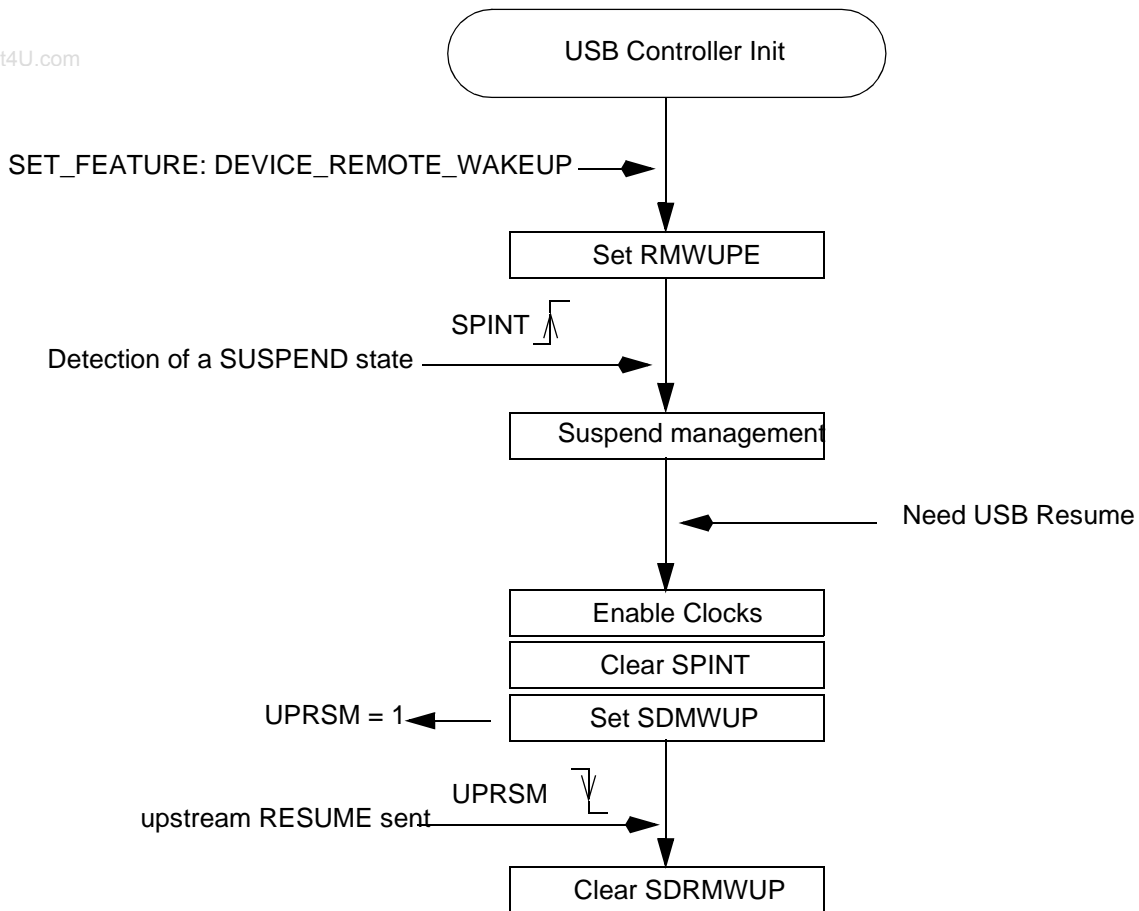 USB Controller Init
t4U.com
SET_FEATURE: DEVICE_REMOTE_WAKEUP
Set RMWUPE
SPINT
Detection of a SUSPEND state
Suspend management
Need USB Resume
Enable Clocks
Clear SPINT
UPRSM = 1
Set SDMWUP
UPRSM
upstream RESUME sent
Clear SDRMWUP